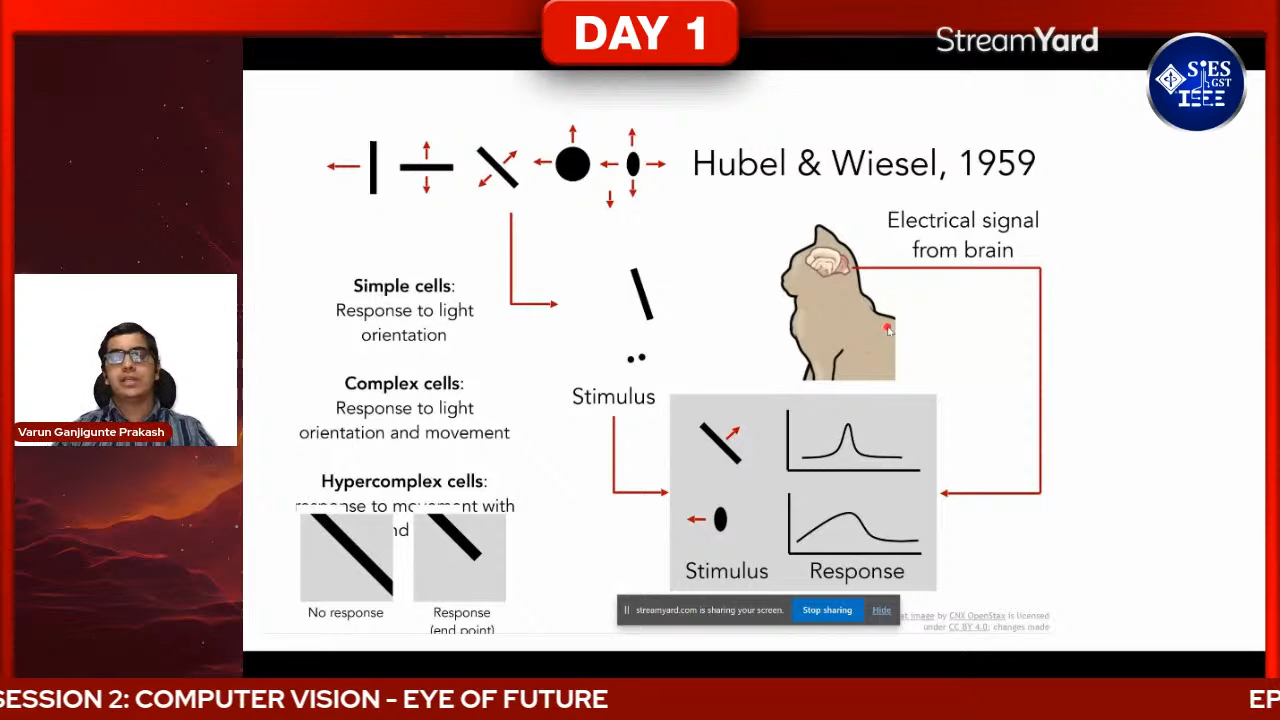 DAY 1
StreamYard
SiES
GST
IEEE
Hubel & Wiesel, 1959
Electrical signal
from brain
Simple cells:
Response to light
orientation
Complex cells:
Response to light
orientation and movement
Hypercomplex cells:
response to movement with
Stimulus
Stimulus
Response
No response
Response
(end point)
streamyard.com is sharing your screen.
Stop sharing
Hide
at image by CNX OpenStax is licensed
under CC BY 4.0; changes made
Varun Ganjigunte Prakash
SESSION 2: COMPUTER VISION - EYE OF FUTURE
EP